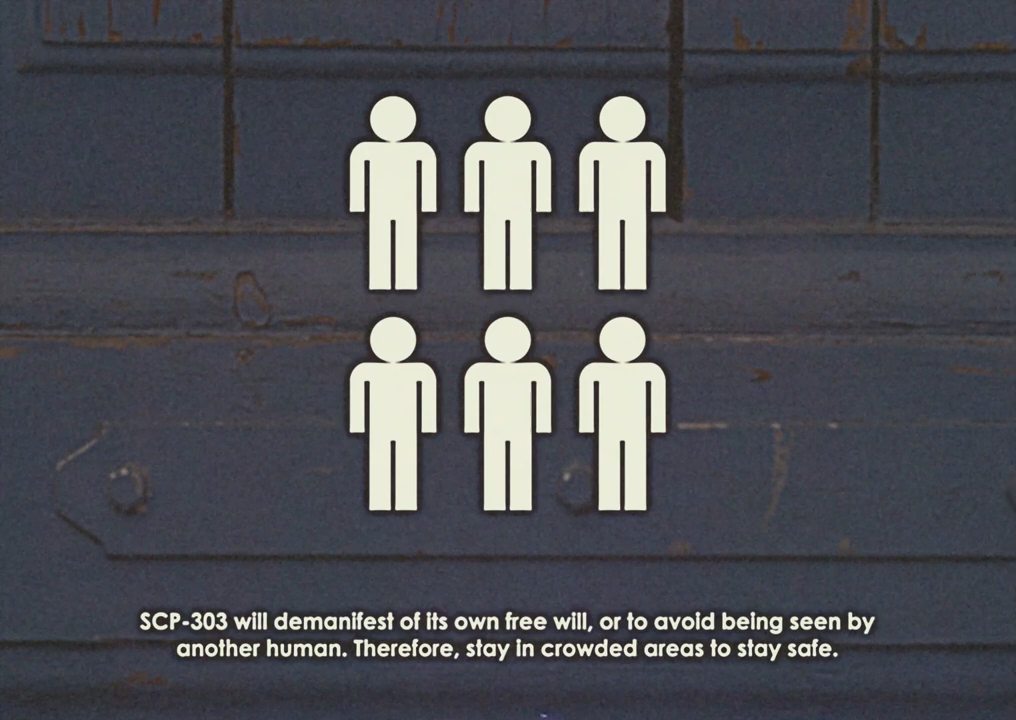 SCP-303 will demanifest of its own free will, or to avoid being seen by
another human. Therefore, stay in crowded areas to stay safe.